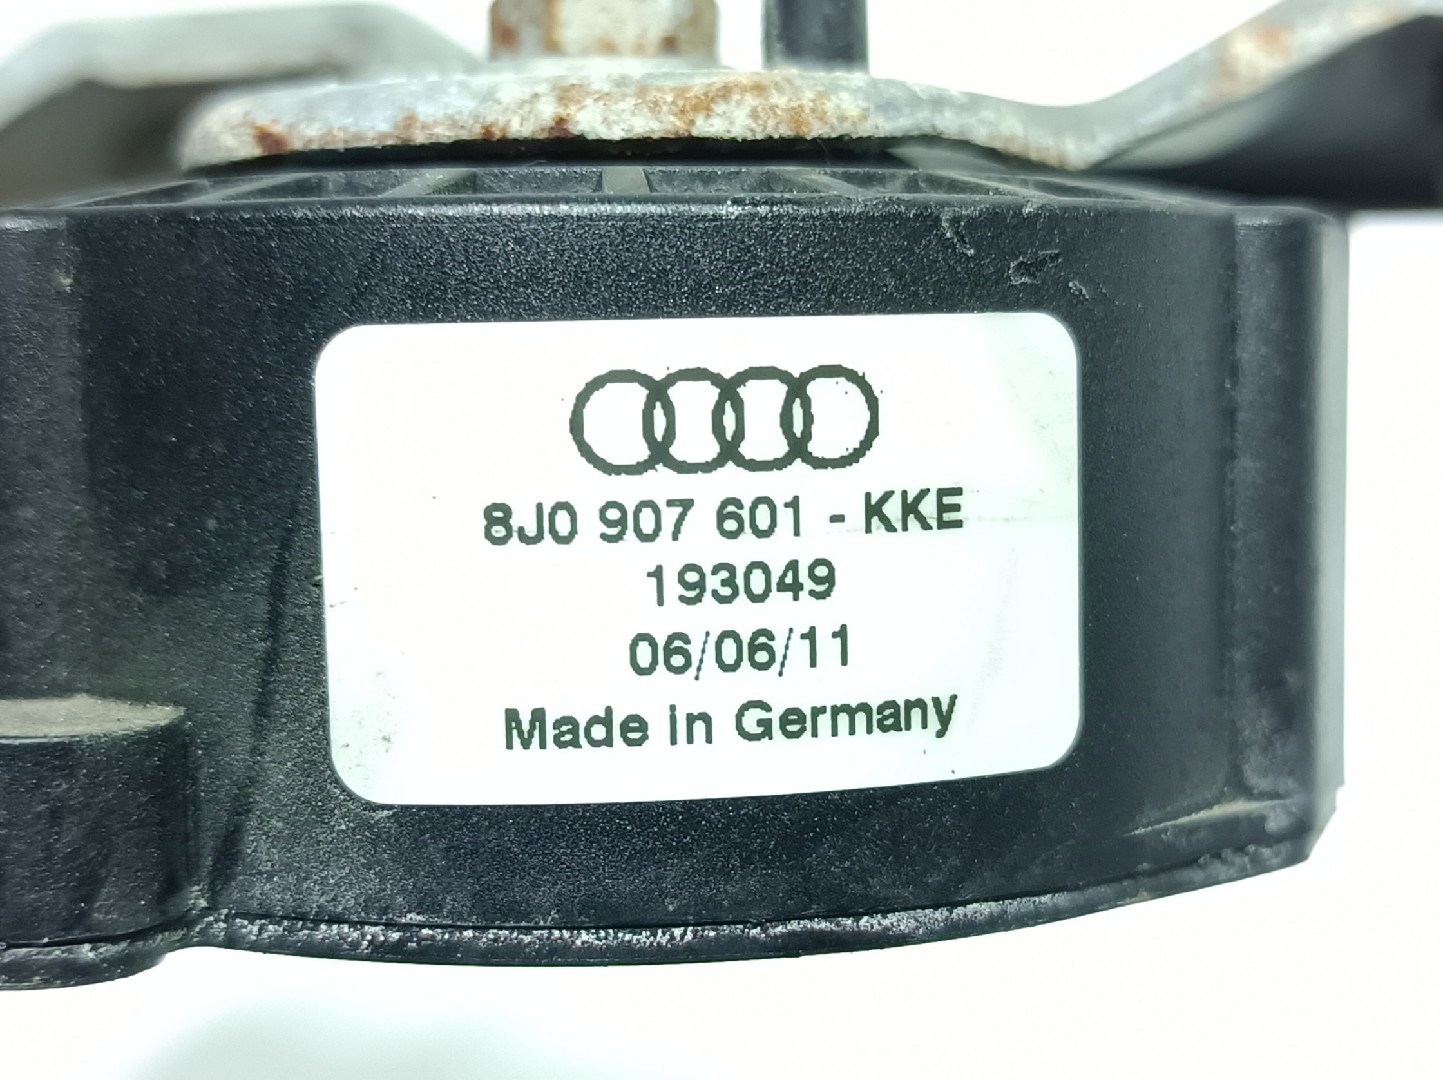 8J0 907 601 - KKE
193049
06/06/11
Made in Germany